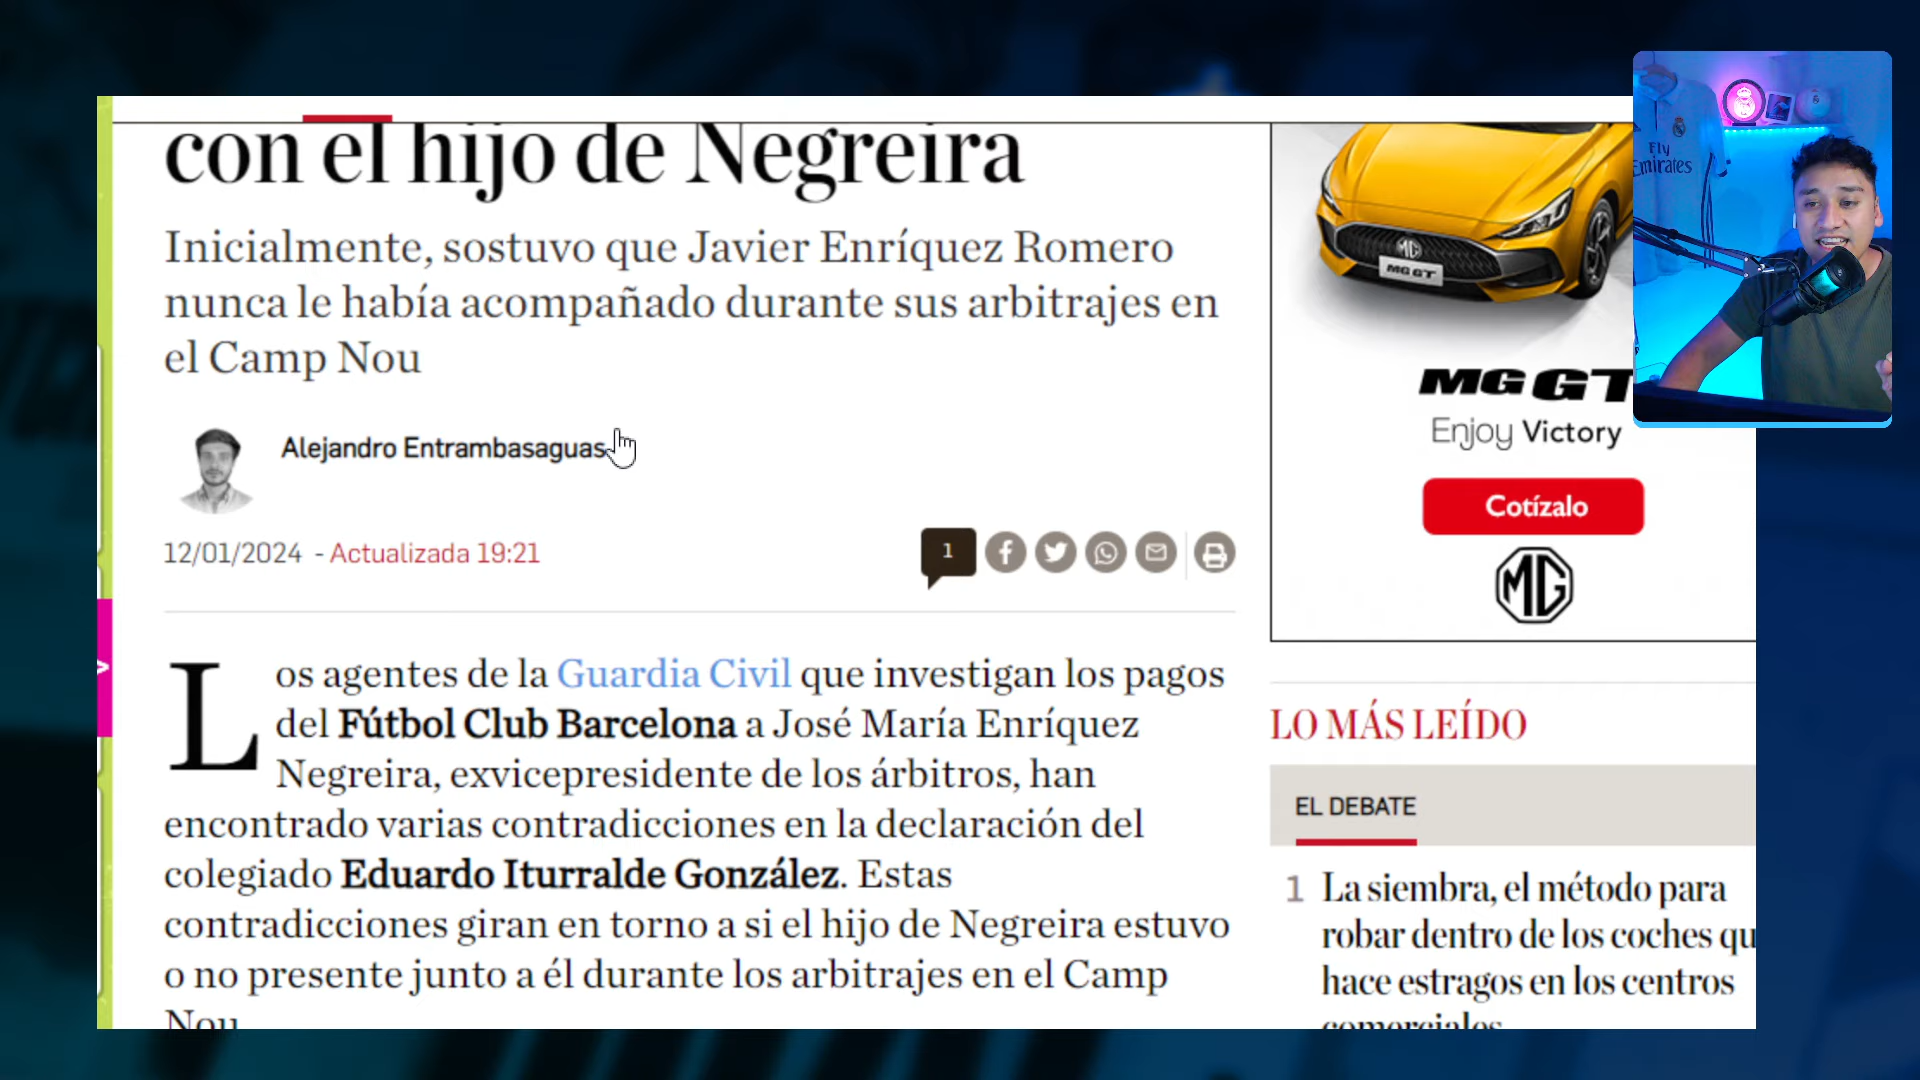 con el hijo de Negreira
Inicialmente, sostuvo que Javier Enríquez Romero
nunca le había acompañado durante sus arbitrajes en
el Camp Nou
Alejandro Entrambasaguas
12/01/2024 - Actualizada 19:21
1
Los agentes de la Guardia Civil que investigan los pagos
del Fútbol Club Barcelona a José María Enríquez
Negreira, exvicepresidente de los árbitros, han
encontrado varias contradicciones en la declaración del
colegiado Eduardo Iturralde González. Estas
contradicciones giran en torno a si el hijo de Negreira estuvo
o no presente junto a él durante los arbitrajes en el Camp
Nou
MG GT
MG GT
Enjoy Victory
Cotízalo
MG
LO MÁS LEÍDO
EL DEBATE
1 La siembra, el método para
robar dentro de los coches qu
hace estragos en los centros
comerciales
Fly
Emirates